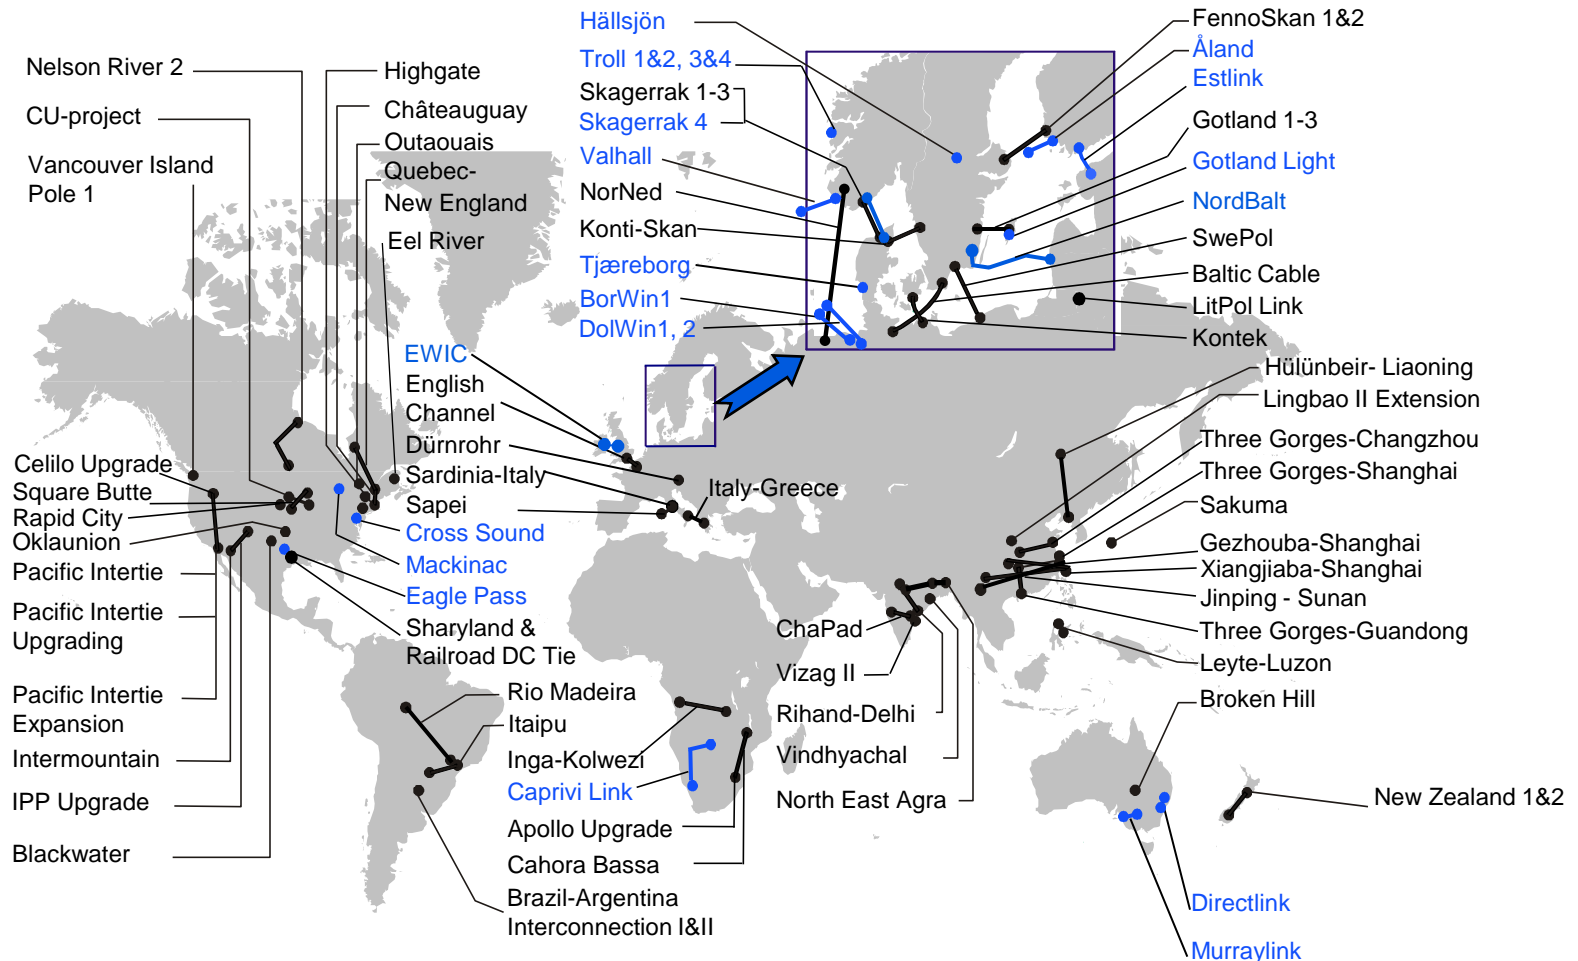 Nelson River 2
CU-project
Vancouver Island
Pole 1
Celilo Upgrade
Square Butte
Rapid City
Oklaunion
Pacific Intertie
Pacific Intertie
Upgrading
Pacific Intertie
Expansion
Intermountain
IPP Upgrade
Blackwater
Highgate
Châteauguay
Outaouais
Quebec-
New England
Eel River
EWIC
English
Channel
Dürnrohr
Sardinia-Italy
Sapei
Italy-Greece
Cross Sound
Mackinac
Eagle Pass
Sharyland &
Railroad DC Tie
Rio Madeira
Itaipu
Inga-Kolwezi
Caprivi Link
Apollo Upgrade
Cahora Bassa
Brazil-Argentina
Interconnection I&II
Hällsjön
Troll 1&2, 3&4
Skagerrak 1-3
Skagerrak 4
Valhall
NorNed
Konti-Skan
Tjæreborg
BorWin1
DolWin1, 2
FennoSkan 1&2
Åland
Estlink
Gotland 1-3
Gotland Light
NordBalt
SwePol
Baltic Cable
LitPol Link
Kontek
Hülünbeir- Liaoning
Lingbao II Extension
Three Gorges-Changzhou
Three Gorges-Shanghai
Sakuma
Gezhouba-Shanghai
Xiangjiaba-Shanghai
Jinping - Sunan
Three Gorges-Guandong
Leyte-Luzon
Broken Hill
ChaPad
Vizag II
Rihand-Delhi
Vindhyachal
North East Agra
New Zealand 1&2
Directlink
Murraylink